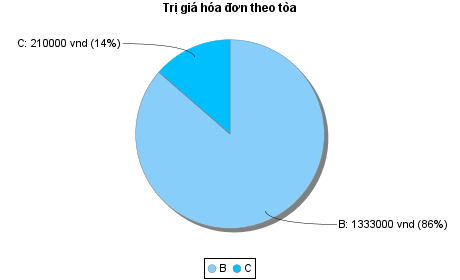 Trị giá hóa đơn theo tòa
C: 210000 vnd (14%)
B: 1333000 vnd (86%)
B
C